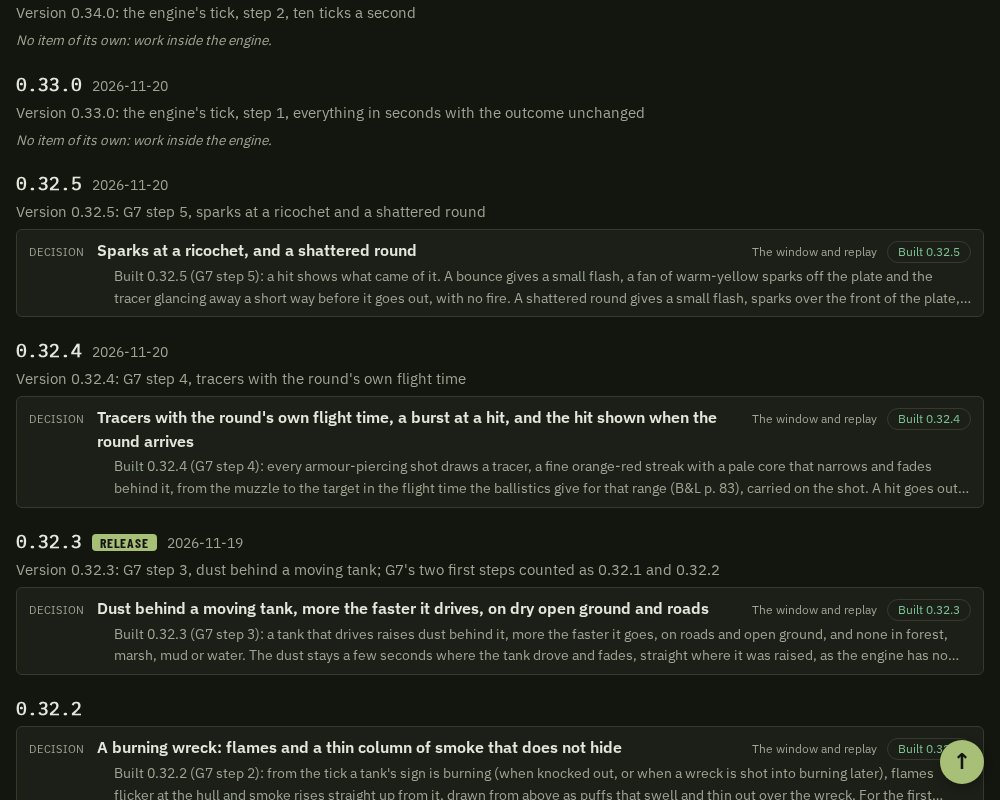 Version 0.34.0: the engine's tick, step 2, ten ticks a second
No item of its own: work inside the engine.
0.33.0 2026-11-20
Version 0.33.0: the engine's tick, step 1, everything in seconds with the outcome unchanged
No item of its own: work inside the engine.
0.32.5 2026-11-20
Version 0.32.5: G7 step 5, sparks at a ricochet and a shattered round
DECISION Sparks at a ricochet, and a shattered round The window and replay Built 0.32.5
Built 0.32.5 (G7 step 5): a hit shows what came of it. A bounce gives a small flash, a fan of warm-yellow sparks off the plate and the
tracer glancing away a short way before it goes out, with no fire. A shattered round gives a small flash, sparks over the front of the plate,…
0.32.4 2026-11-20
Version 0.32.4: G7 step 4, tracers with the round's own flight time
DECISION Tracers with the round's own flight time, a burst at a hit, and the hit shown when the The window and replay Built 0.32.4
round arrives
Built 0.32.4 (G7 step 4): every armour-piercing shot draws a tracer, a fine orange-red streak with a pale core that narrows and fades
behind it, from the muzzle to the target in the flight time the ballistics give for that range (B&L p. 83), carried on the shot. A hit goes out…
0.32.3 RELEASE 2026-11-19
Version 0.32.3: G7 step 3, dust behind a moving tank; G7's two first steps counted as 0.32.1 and 0.32.2
DECISION Dust behind a moving tank, more the faster it drives, on dry open ground and roads The window and replay Built 0.32.3
Built 0.32.3 (G7 step 3): a tank that drives raises dust behind it, more the faster it goes, on roads and open ground, and none in forest,
marsh, mud or water. The dust stays a few seconds where the tank drove and fades, straight where it was raised, as the engine has no…
0.32.2
DECISION A burning wreck: flames and a thin column of smoke that does not hide The window and replay Built
Built 0.32.2 (G7 step 2): from the tick a tank's sign is burning (when knocked out, or when a wreck is shot into burning later), flames
flicker at the hull and smoke rises straight up from it, drawn from above as puffs that swell and thin out over the wreck. For the first…
↑